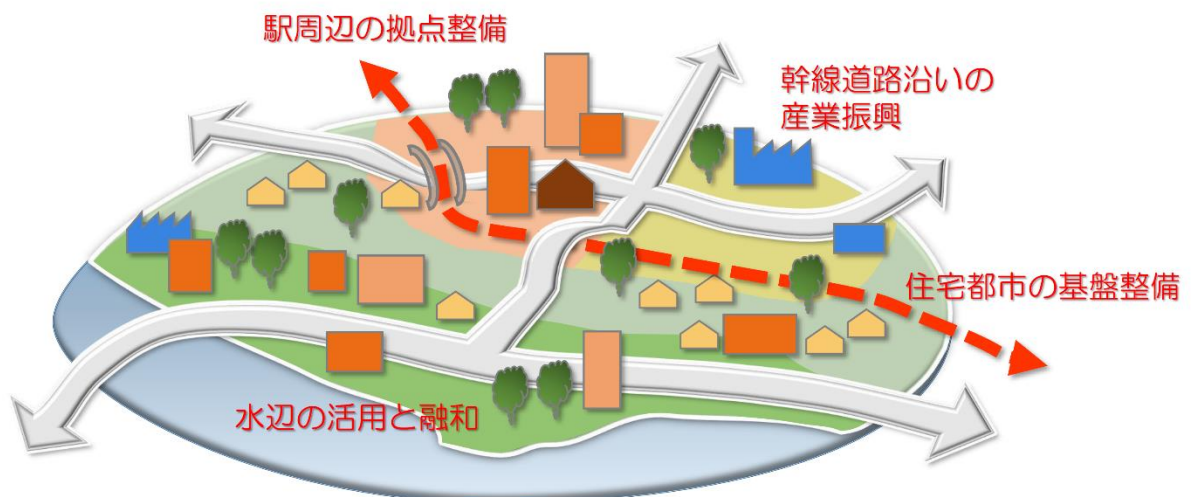 駅周辺の拠点整備
幹線道路沿いの
産業振興
住宅都市の基盤整備
水辺の活用と融和